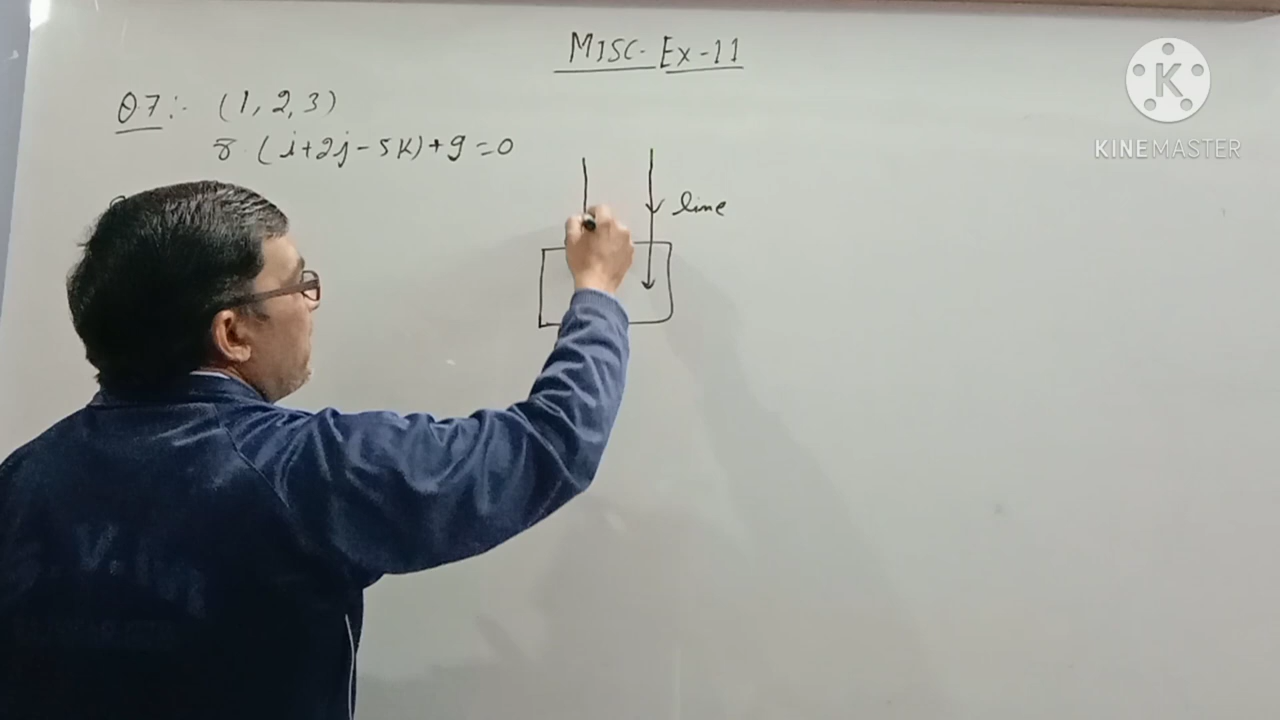 MISC- Ex-11
Q7:- (1, 2, 3)
r. (i+2j-5k)+9=0
line
K
KINEMASTER